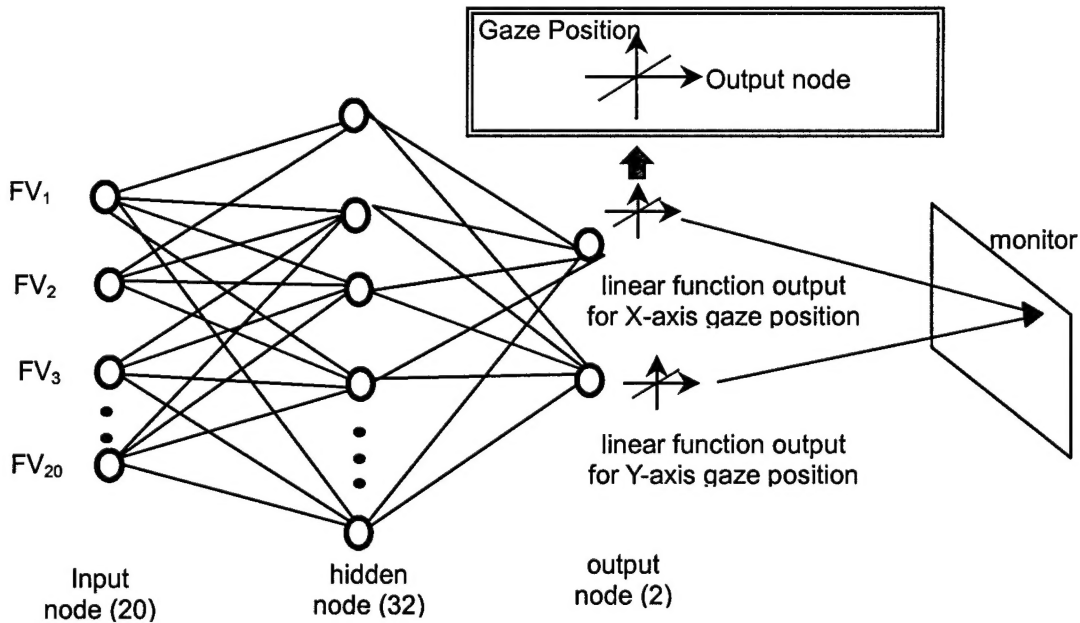 Gaze Position
Output node
FV₁
FV₂
FV₃
FV₂₀
monitor
linear function output
for X-axis gaze position
linear function output
for Y-axis gaze position
Input
node (20)
hidden
node (32)
output
node (2)